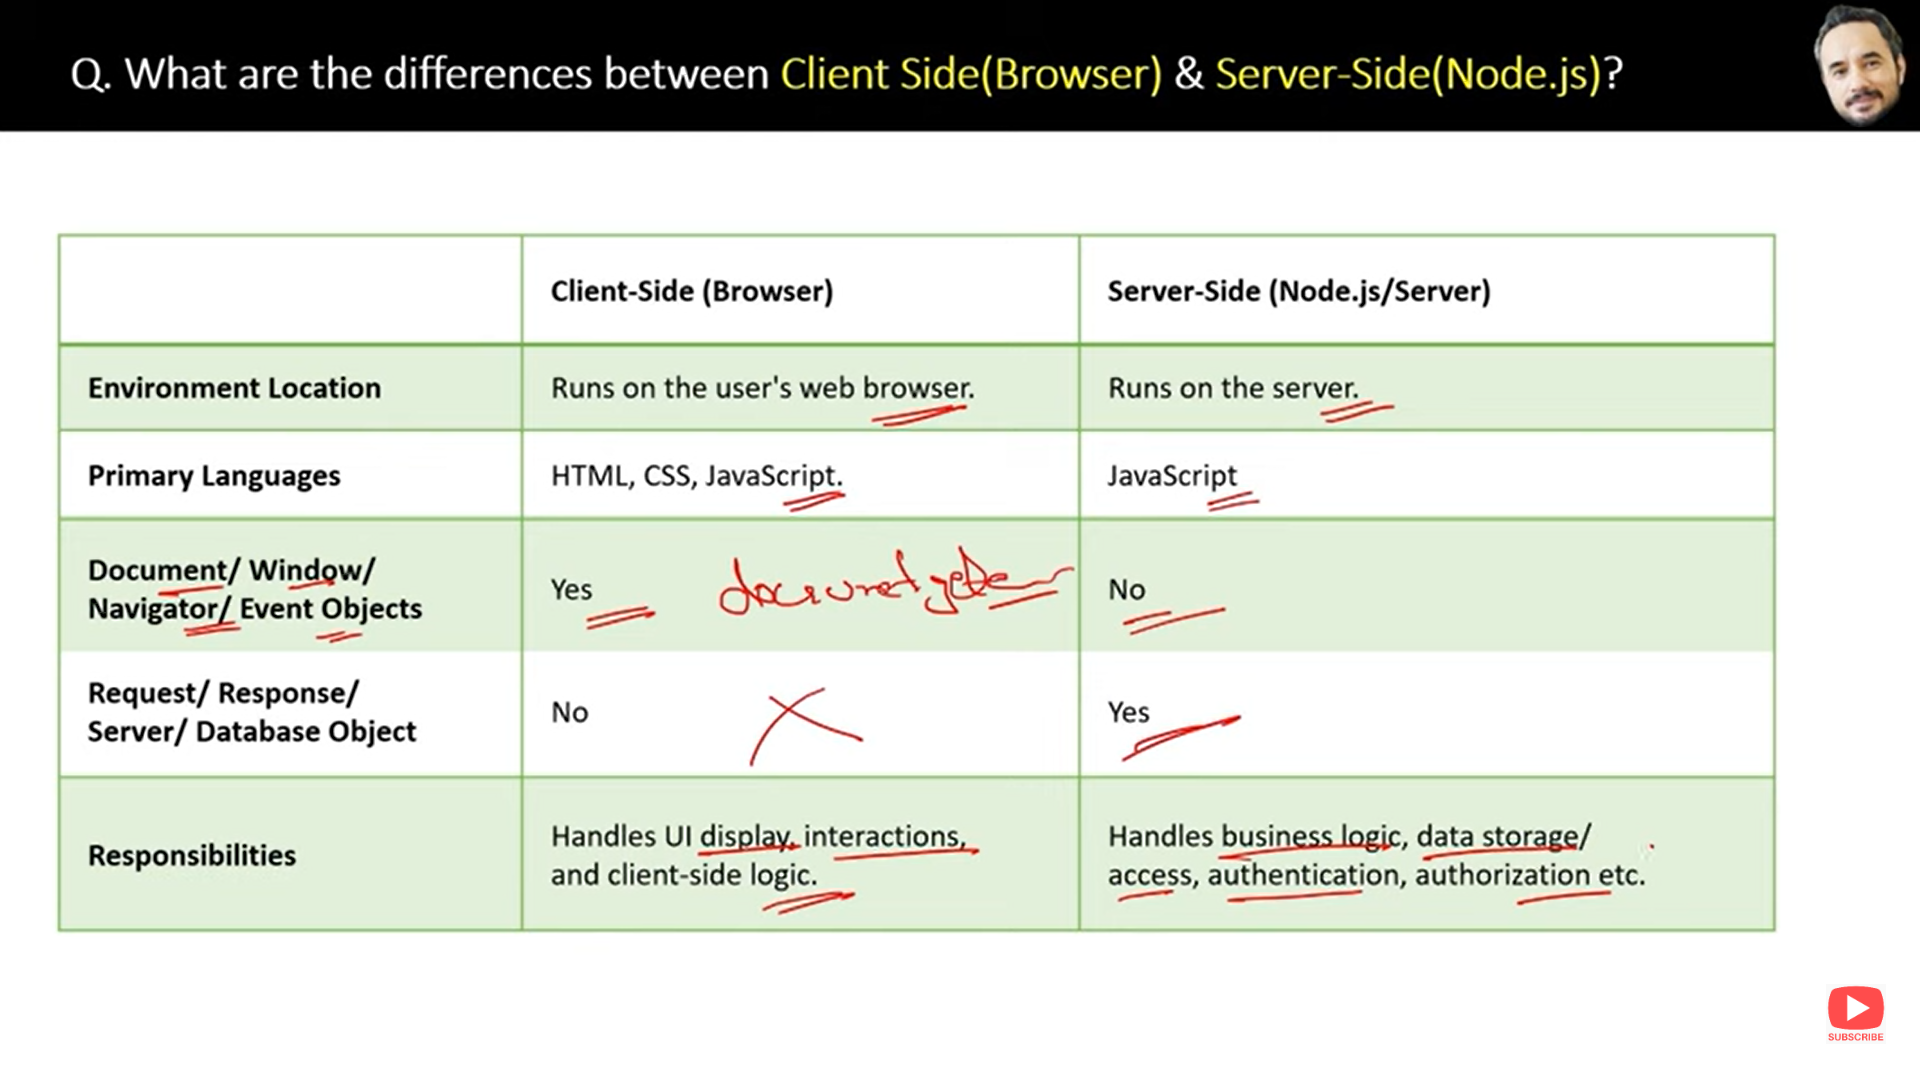 Q. What are the differences between Client Side(Browser) & Server-Side(Node.js)?
Client-Side (Browser)
Server-Side (Node.js/Server)
Environment Location
Runs on the user's web browser.
Runs on the server.
Primary Languages
HTML, CSS, JavaScript.
JavaScript
Document/ Window/
Navigator/ Event Objects
Yes
No
Request/ Response/
Server/ Database Object
No
Yes
Responsibilities
Handles UI display, interactions,
and client-side logic.
Handles business logic, data storage/
access, authentication, authorization etc.
SUBSCRIBE